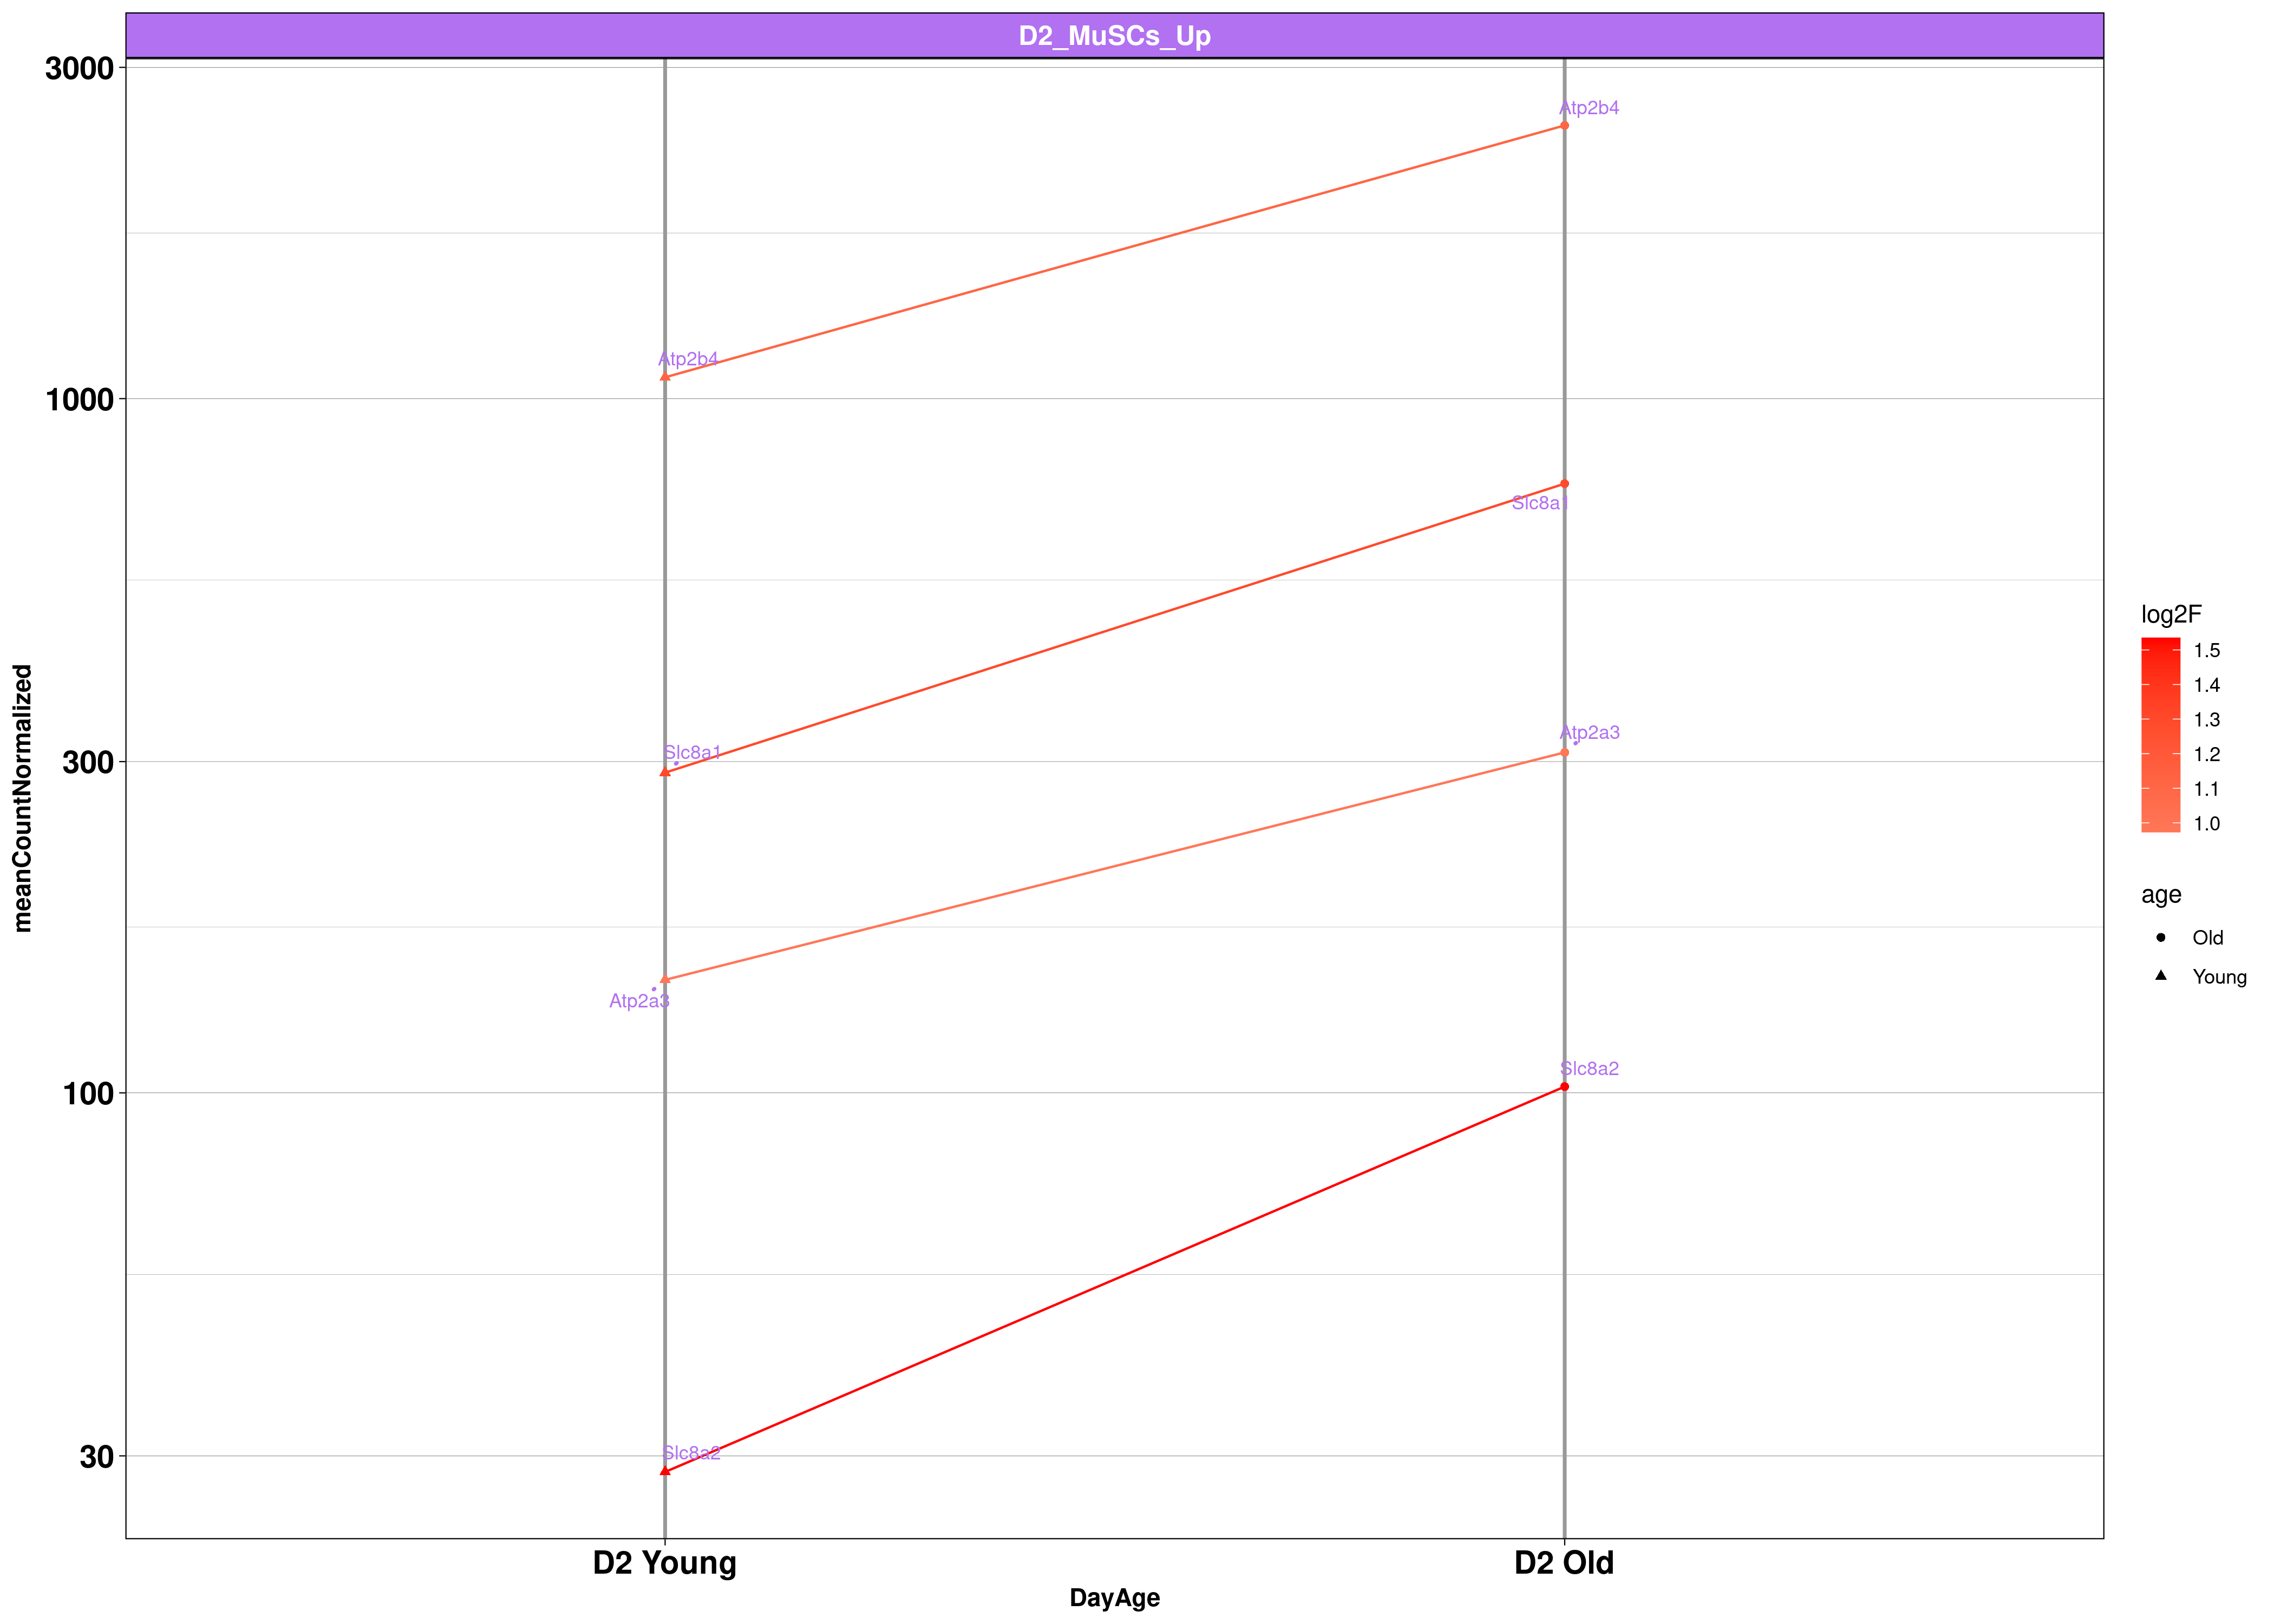 D2_MuSCs_Up
3000
1000
300
100
30
meanCountNormalized
Atp2b4
Atp2b4
Slc8a1
Slc8a1
Atp2a3
Atp2a3
Slc8a2
Slc8a2
D2 Young
D2 Old
DayAge
log2F
1.5
1.4
1.3
1.2
1.1
1.0
age
Old
Young